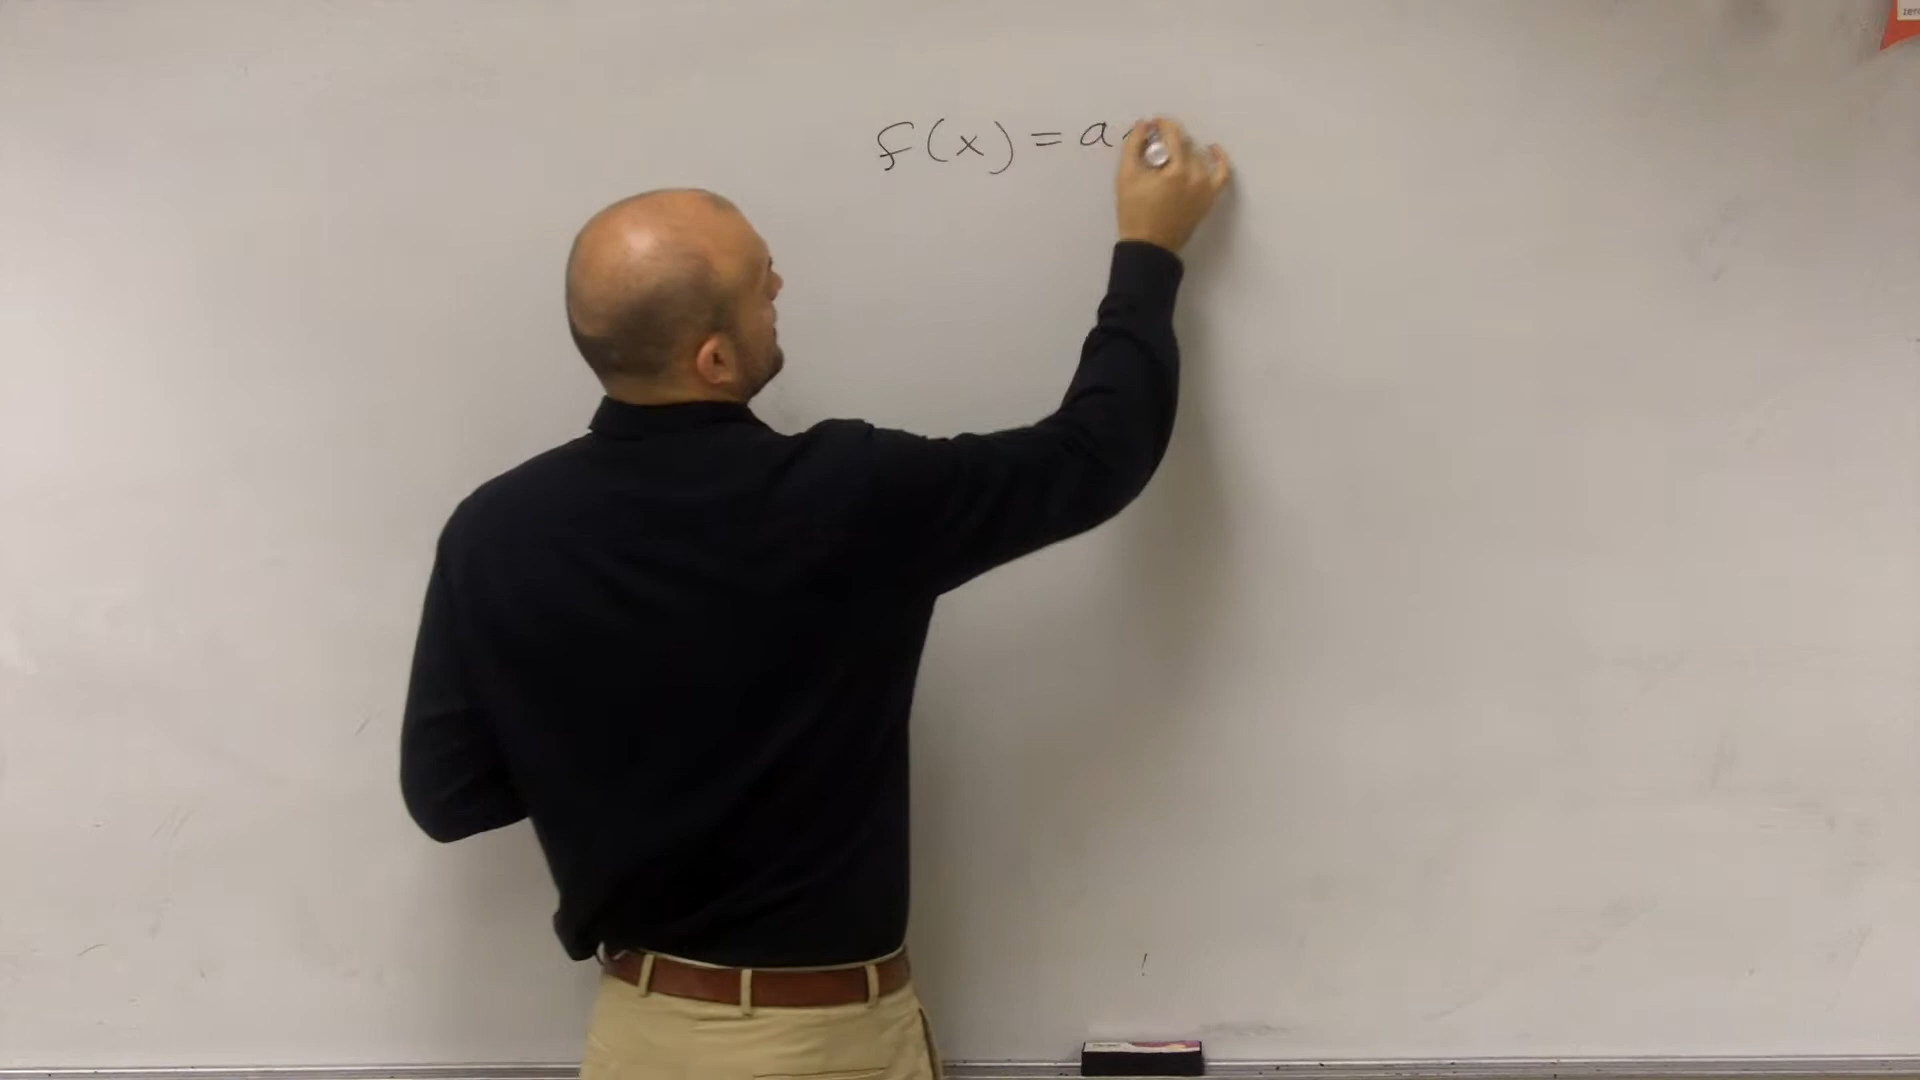 f(x) = a